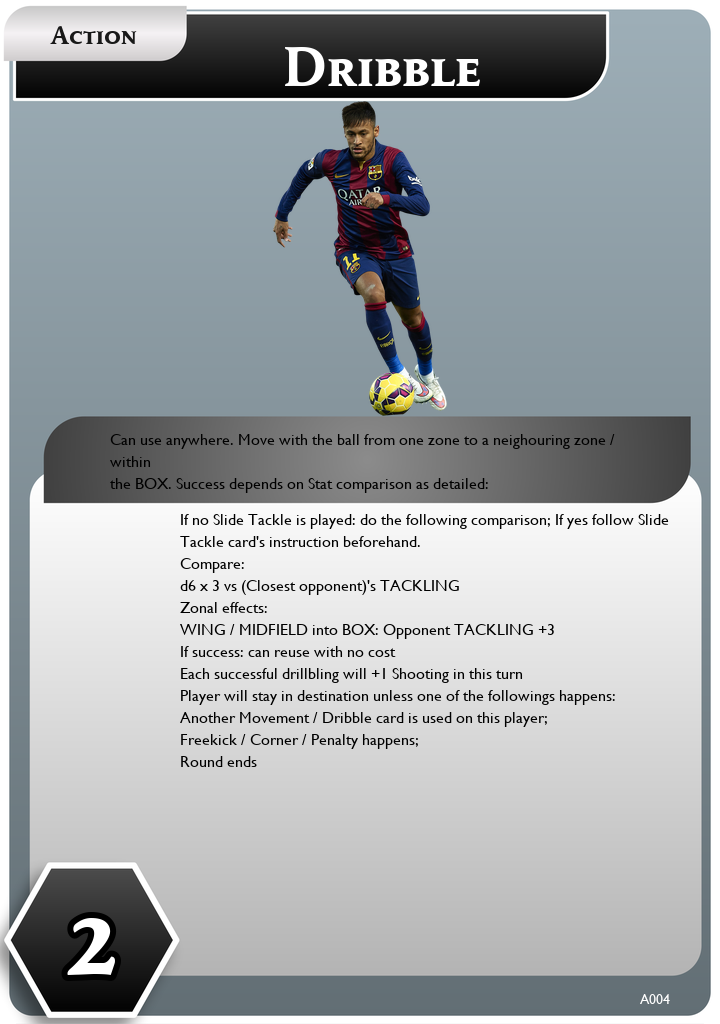 Action
Dribble
QATAR
AIR
11
Can use anywhere. Move with the ball from one zone to a neighouring zone /
within
the BOX. Success depends on Stat comparison as detailed:
If no Slide Tackle is played: do the following comparison; If yes follow Slide
Tackle card's instruction beforehand.
Compare:
d6 x 3 vs (Closest opponent)'s TACKLING
Zonal effects:
WING / MIDFIELD into BOX: Opponent TACKLING +3
If success: can reuse with no cost
Each successful drillbling will +1 Shooting in this turn
Player will stay in destination unless one of the followings happens:
Another Movement / Dribble card is used on this player;
Freekick / Corner / Penalty happens;
Round ends
2
A004